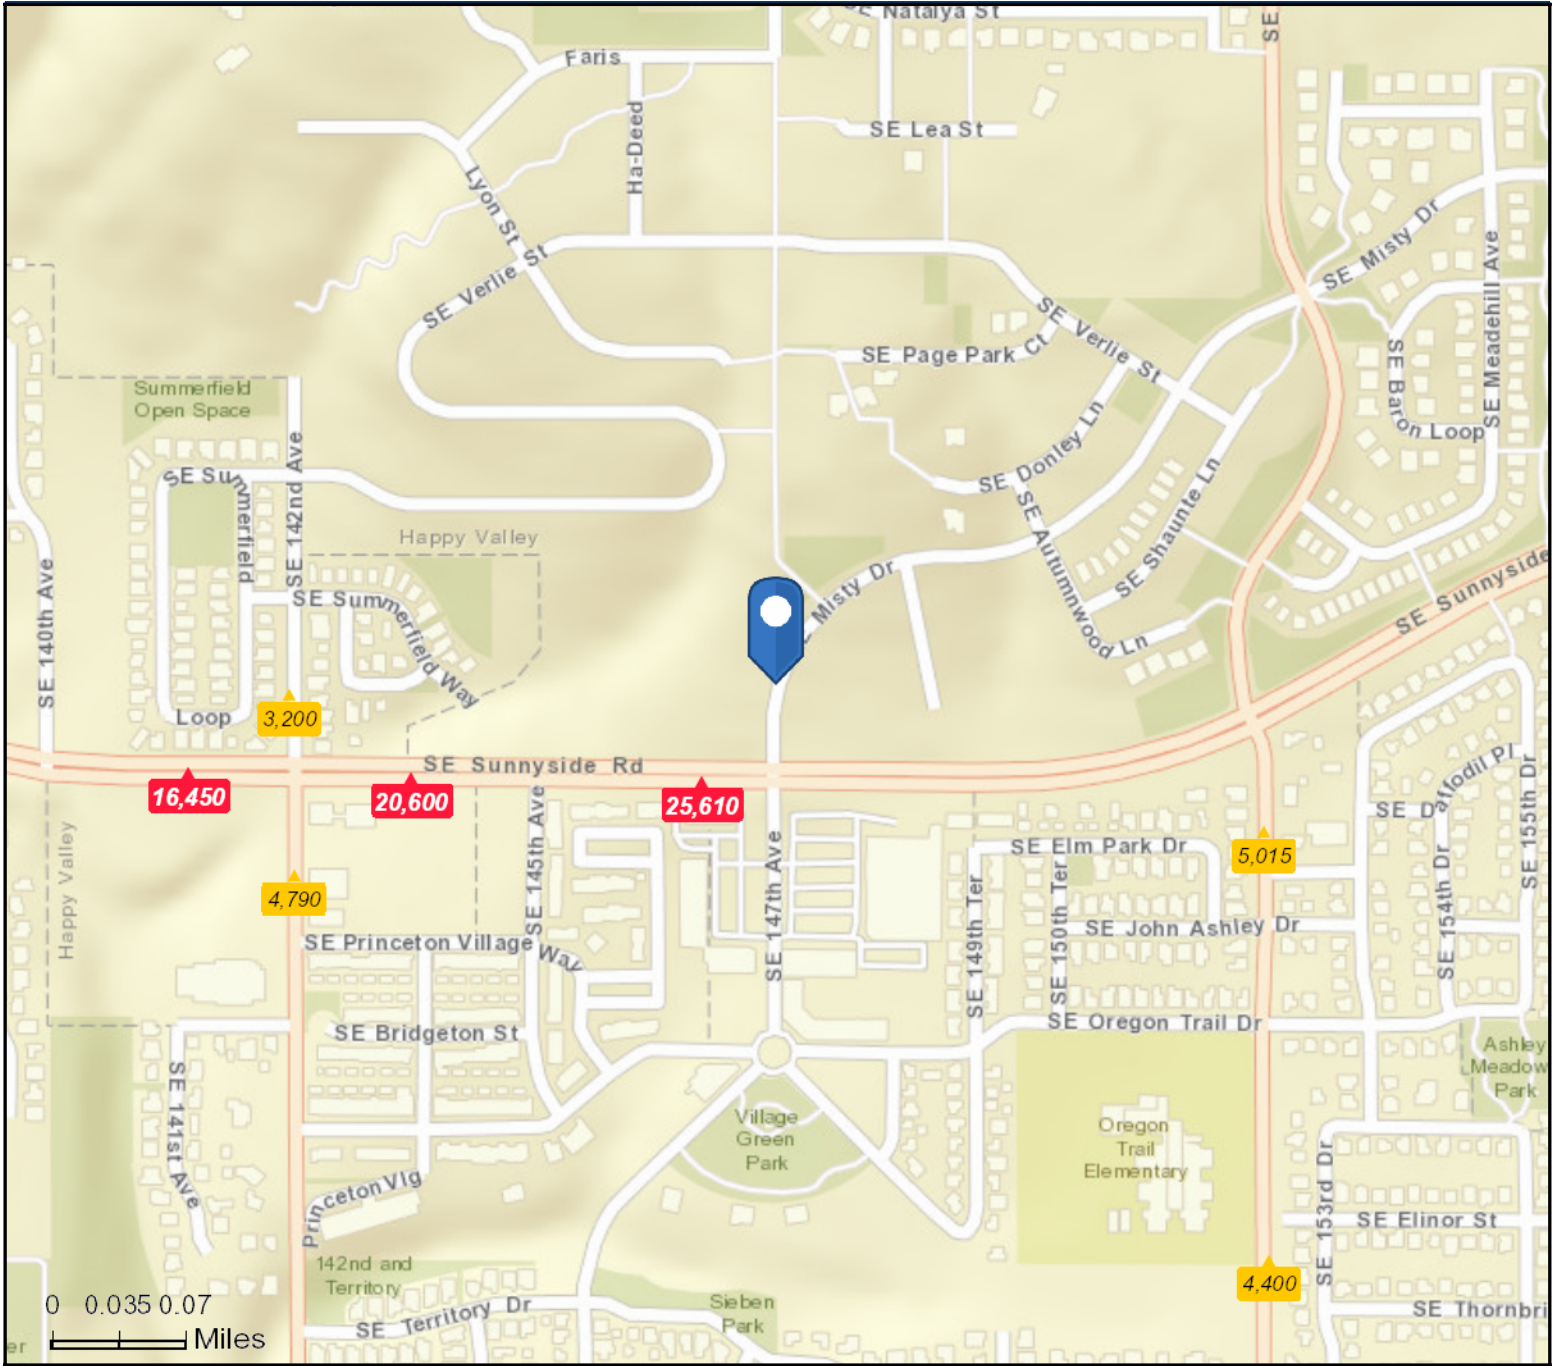 SE Natalya St
SE
Faris
Ha-Deed
SE Lea St
Lyon St
SE Verlie St
SE Misty Dr
SE Meadehill Ave
SE Verlie St
SE Page Park Ct
SE Baron Loop
Summerfield
Open Space
SE Donley Ln
SE 142nd Ave
SE Summerfield
Loop
SE Shaunte Ln
SE Autumnwood Ln
Happy Valley
SE 140th Ave
SE Summerfield Way
Misty Dr
SE Sunnyside
3,200
SE Sunnyside Rd
16,450
20,600
25,610
SE Daffodil Pl
SE 155th Dr
SE 145th Ave
SE 147th Ave
SE Elm Park Dr
5,015
Happy Valley
4,790
SE 149th Ter
SE 150th Ter
SE 154th Dr
SE John Ashley Dr
SE Princeton Village Way
SE Bridgeton St
SE Oregon Trail Dr
Ashley
Meadow
Park
SE 141st Ave
Village
Green
Park
Oregon
Trail
Elementary
Princeton Vlg
SE 153rd Dr
SE Elinor St
142nd and
Territory
4,400
0 0.035 0.07
Miles
SE Territory Dr
Sieben
Park
SE Thornbri
er